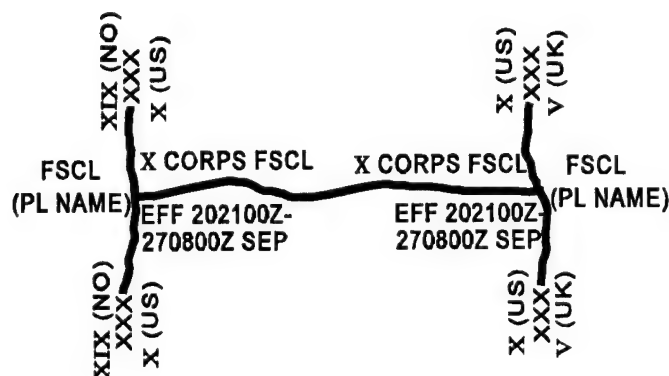 XIX (NO)
XXX
X (US)
X (US)
XXX
V (UK)
X CORPS FSCL
X CORPS FSCL
FSCL
(PL NAME)
FSCL
(PL NAME)
EFF 202100Z-
270800Z SEP
EFF 202100Z-
270800Z SEP
XIX (NO)
XXX
X (US)
X (US)
XXX
V (UK)